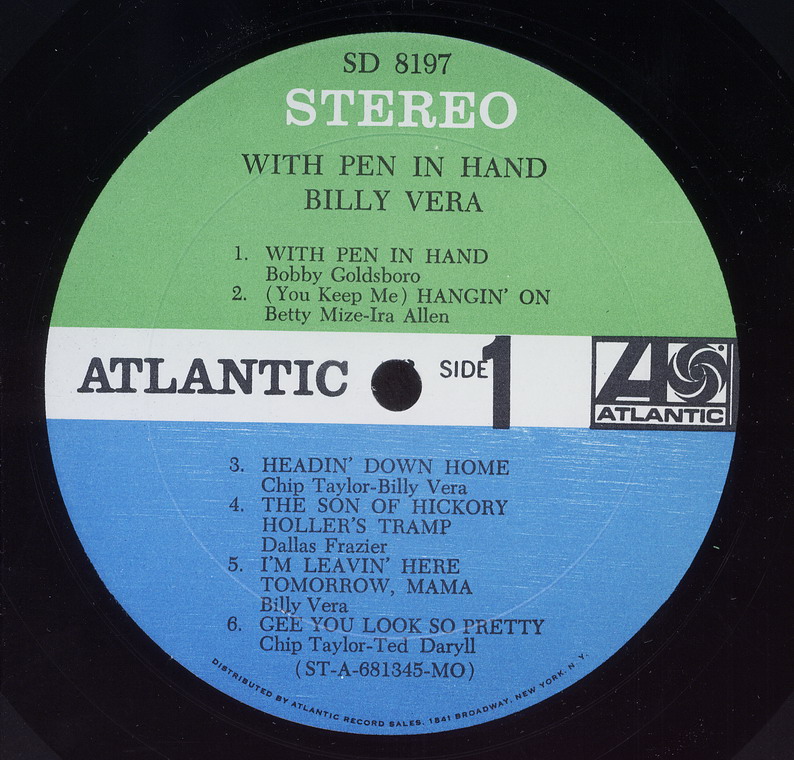 SD 8197
STEREO
WITH PEN IN HAND
BILLY VERA
1. WITH PEN IN HAND
Bobby Goldsboro
2. (You Keep Me) HANGIN' ON
Betty Mize-Ira Allen
ATLANTIC SIDE 1
ATLANTIC
3. HEADIN' DOWN HOME
Chip Taylor-Billy Vera
4. THE SON OF HICKORY
HOLLER'S TRAMP
Dallas Frazier
5. I'M LEAVIN' HERE
TOMORROW, MAMA
Billy Vera
6. GEE YOU LOOK SO PRETTY
Chip Taylor-Ted Daryll
(ST-A-681345-MO)
DISTRIBUTED BY ATLANTIC RECORD SALES, 1841 BROADWAY, NEW YORK, N. Y.